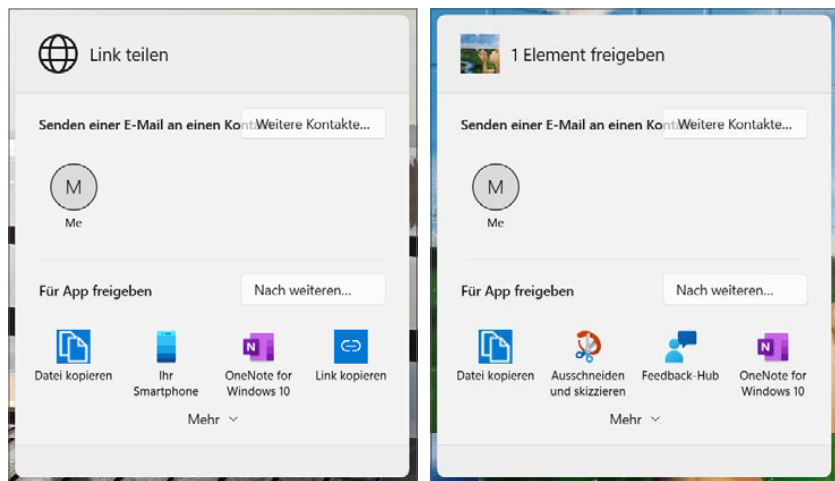 Link teilen
Senden einer E-Mail an einen
Weitere Kontakte...
M
Me
Für App freigeben
Nach weiteren...
Datei kopieren
Ihr
Smartphone
OneNote for
Windows 10
Link kopieren
Mehr
1 Element freigeben
Senden einer E-Mail an einen
Weitere Kontakte...
M
Me
Für App freigeben
Nach weiteren...
Datei kopieren
Ausschneiden
und skizzieren
Feedback-Hub
OneNote for
Windows 10
Mehr